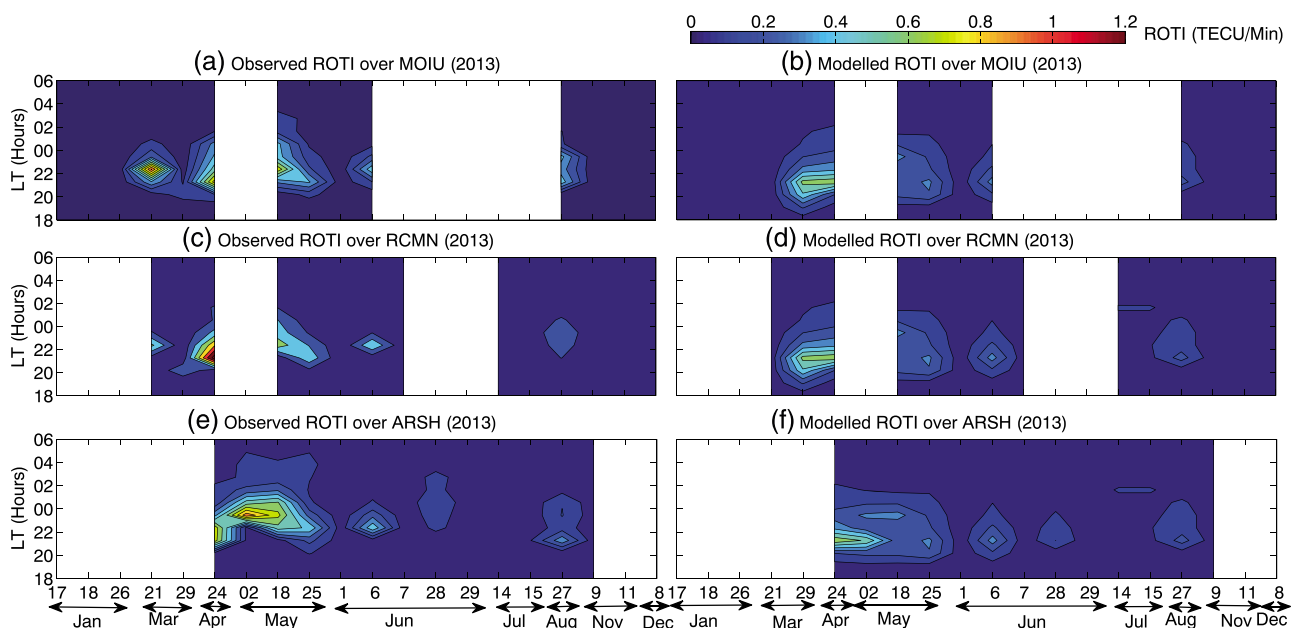 0 0.2 0.4 0.6 0.8 1 1.2
ROTI (TECU/Min)
(a) Observed ROTI over MOIU (2013)
(b) Modelled ROTI over MOIU (2013)
06
04
02
00
22
20
18
LT (Hours)
(c) Observed ROTI over RCMN (2013)
(d) Modelled ROTI over RCMN (2013)
06
04
02
00
22
20
18
LT (Hours)
(e) Observed ROTI over ARSH (2013)
(f) Modelled ROTI over ARSH (2013)
06
04
02
00
22
20
18
LT (Hours)
17 18 26 21 29 24 02 18 25 1 6 7 28 29 14 15 27 9 11 8
17 18 26 21 29 24 02 18 25 1 6 7 28 29 14 15 27 9 11 8
Jan Mar Apr May Jun Jul Aug Nov Dec
Jan Mar Apr May Jun Jul Aug Nov Dec